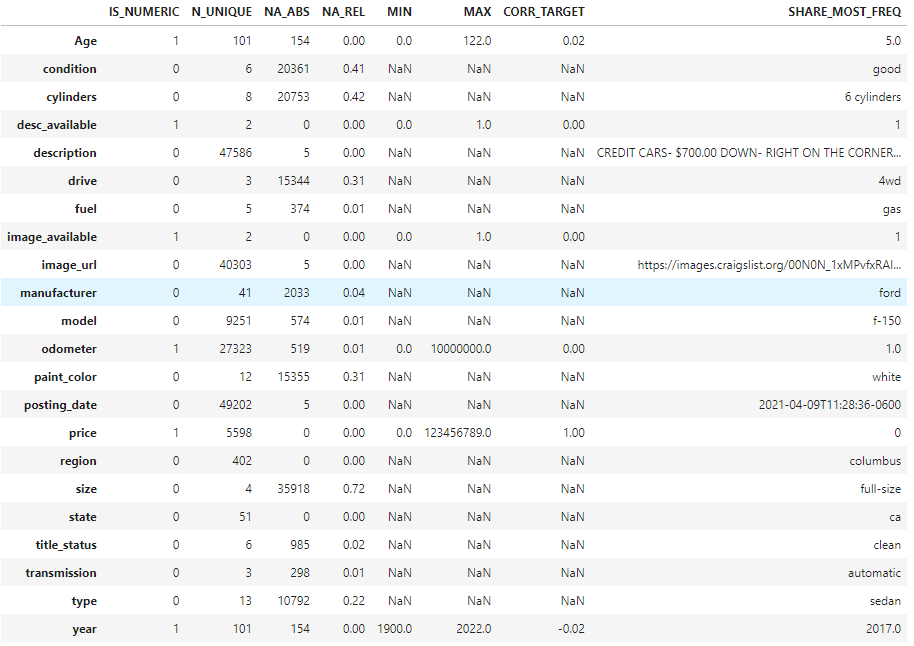 IS_NUMERIC N_UNIQUE NA_ABS NA_REL MIN MAX CORR_TARGET SHARE_MOST_FREQ
Age 1 101 154 0.00 0.0 122.0 0.02 5.0
condition 0 6 20361 0.41 NaN NaN NaN good
cylinders 0 8 20753 0.42 NaN NaN NaN 6 cylinders
desc_available 1 2 0 0.00 0.0 1.0 0.00 1
description 0 47586 5 0.00 NaN NaN NaN CREDIT CARS- $700.00 DOWN- RIGHT ON THE CORNER...
drive 0 3 15344 0.31 NaN NaN NaN 4wd
fuel 0 5 374 0.01 NaN NaN NaN gas
image_available 1 2 0 0.00 0.0 1.0 0.00 1
image_url 0 40303 5 0.00 NaN NaN NaN https://images.craigslist.org/00N0N_1xMPvfxRAI...
manufacturer 0 41 2033 0.04 NaN NaN NaN ford
model 0 9251 574 0.01 NaN NaN NaN f-150
odometer 1 27323 519 0.01 0.0 10000000.0 0.00 1.0
paint_color 0 12 15355 0.31 NaN NaN NaN white
posting_date 0 49202 5 0.00 NaN NaN NaN 2021-04-09T11:28:36-0600
price 1 5598 0 0.00 0.0 123456789.0 1.00 0
region 0 402 0 0.00 NaN NaN NaN columbus
size 0 4 35918 0.72 NaN NaN NaN full-size
state 0 51 0 0.00 NaN NaN NaN ca
title_status 0 6 985 0.02 NaN NaN NaN clean
transmission 0 3 298 0.01 NaN NaN NaN automatic
type 0 13 10792 0.22 NaN NaN NaN sedan
year 1 101 154 0.00 1900.0 2022.0 -0.02 2017.0